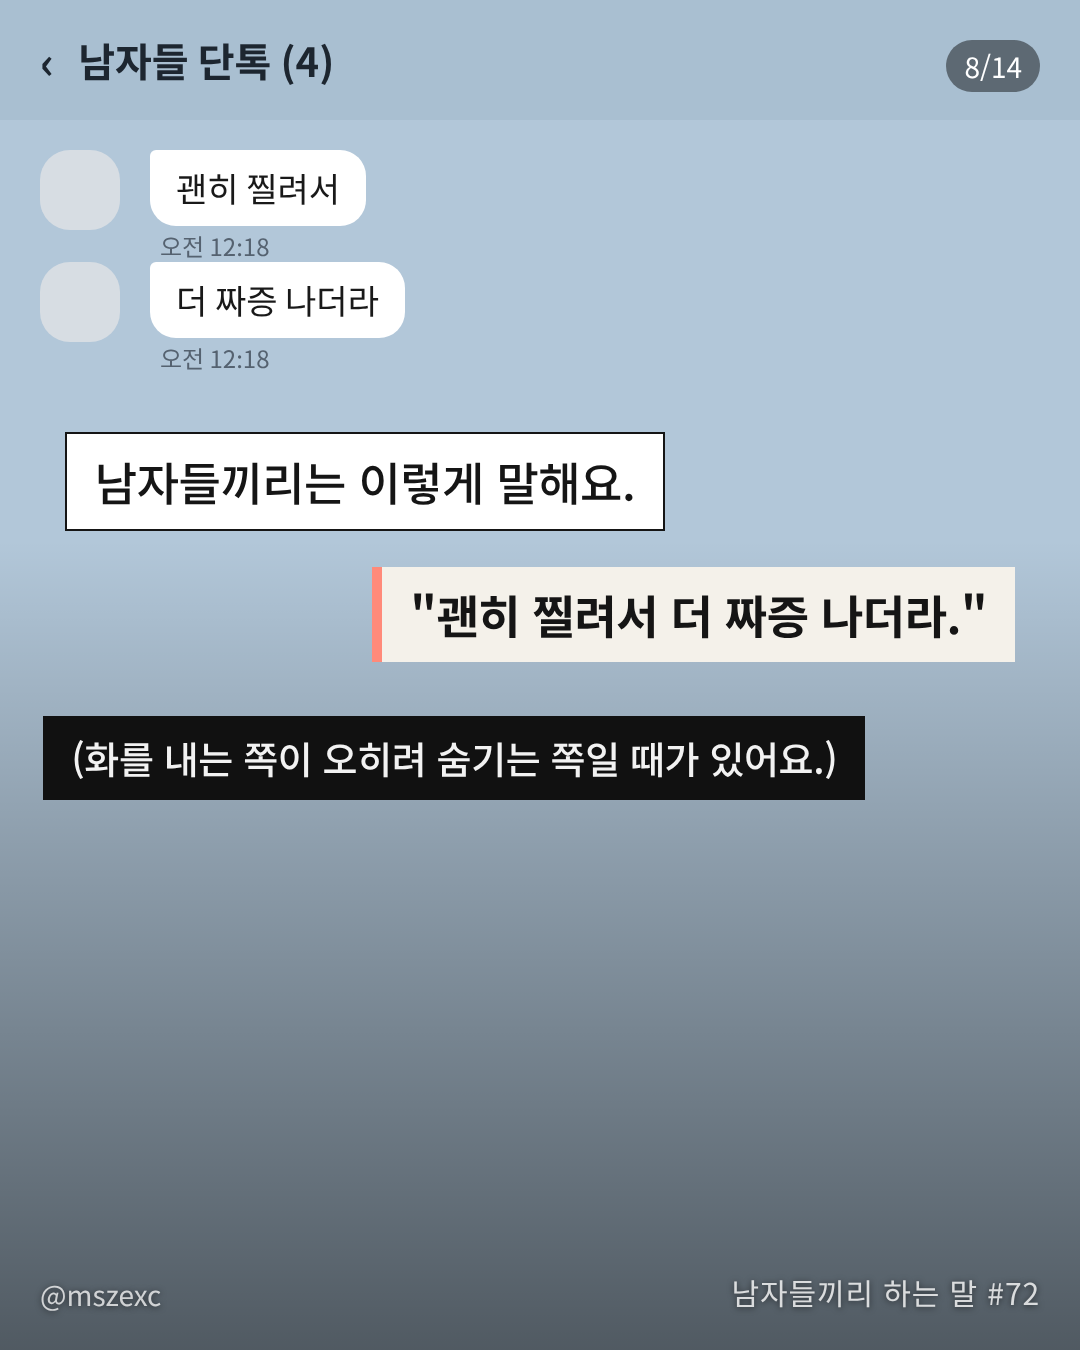 ‹ 남자들 단톡 (4)
8/14
괜히 찔려서
오전 12:18
더 짜증 나더라
오전 12:18
남자들끼리는 이렇게 말해요.
"괜히 찔려서 더 짜증 나더라."
(화를 내는 쪽이 오히려 숨기는 쪽일 때가 있어요.)
@mszexc
남자들끼리 하는 말 #72